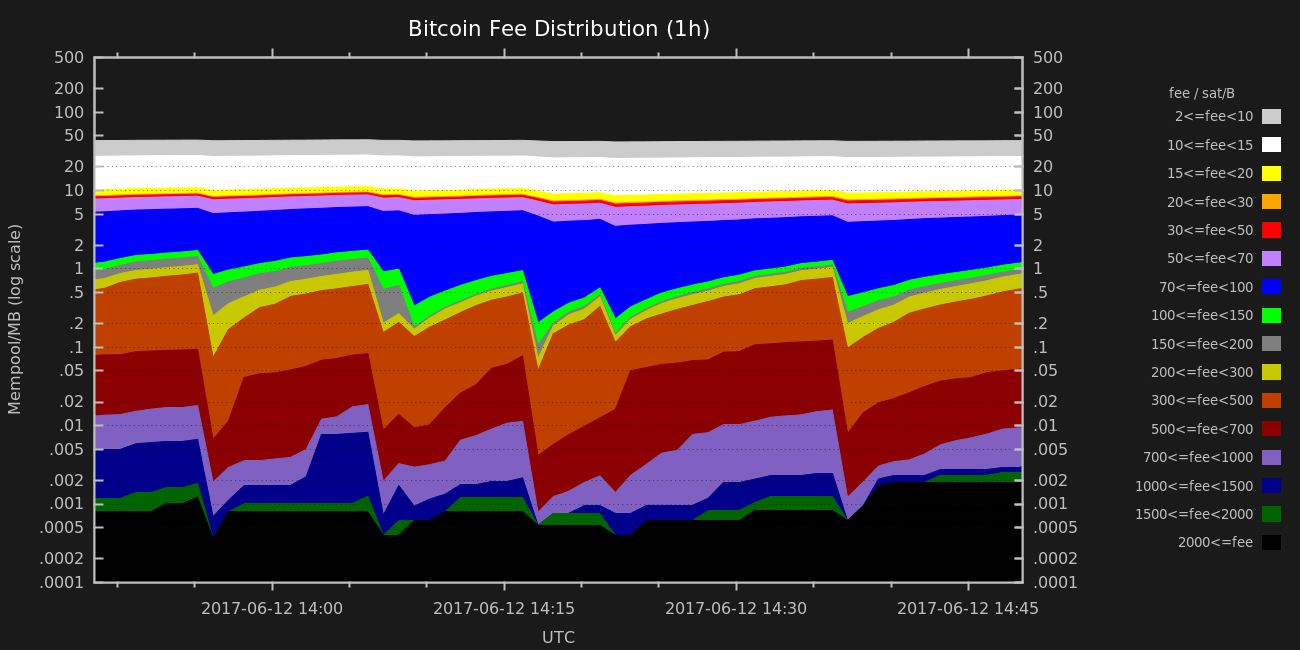 Bitcoin Fee Distribution (1h)
500
200
100
50
20
10
5
2
1
.5
.2
.1
.05
.02
.01
.005
.002
.001
.0005
.0002
.0001
Mempool/MB (log scale)
500
200
100
50
20
10
5
2
1
.5
.2
.1
.05
.02
.01
.005
.002
.001
.0005
.0002
.0001
2017-06-12 14:00 2017-06-12 14:15 2017-06-12 14:30 2017-06-12 14:45
UTC
fee / sat/B
2<=fee<10
10<=fee<15
15<=fee<20
20<=fee<30
30<=fee<50
50<=fee<70
70<=fee<100
100<=fee<150
150<=fee<200
200<=fee<300
300<=fee<500
500<=fee<700
700<=fee<1000
1000<=fee<1500
1500<=fee<2000
2000<=fee